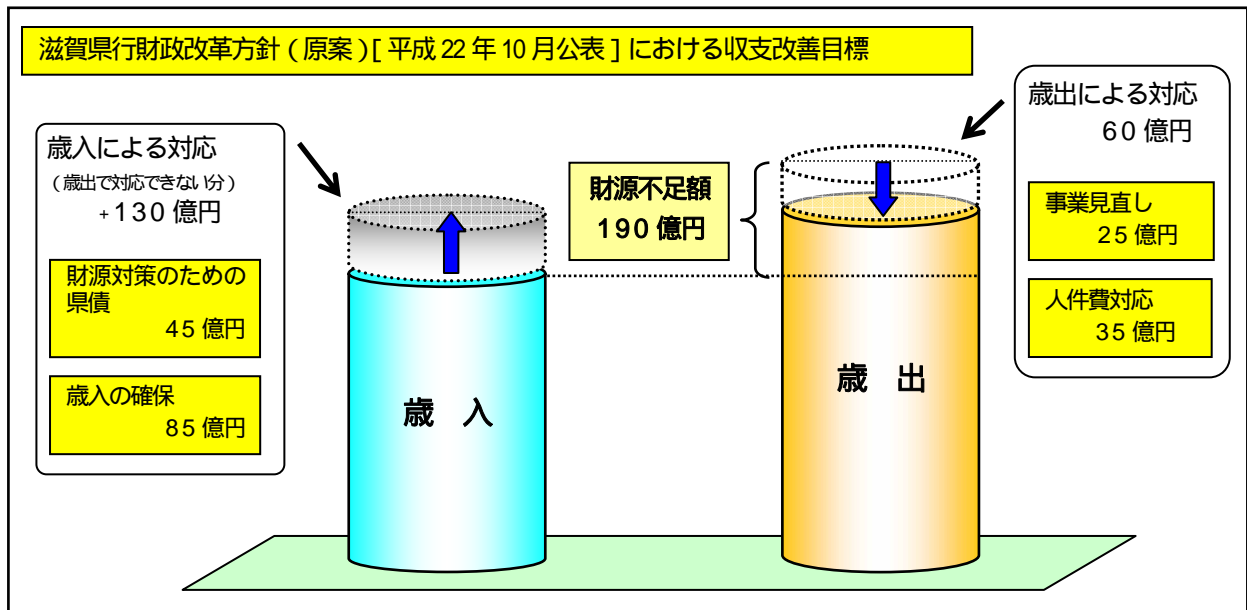 滋賀県行財政改革方針(原案)[平成22年10月公表]における収支改善目標
歳入による対応
(歳出で対応できない分)
+130億円
財源対策のための
県債
45億円
歳入の確保
85億円
財源不足額
190億円
歳入
歳出
歳出による対応
60億円
事業見直し
25億円
人件費対応
35億円